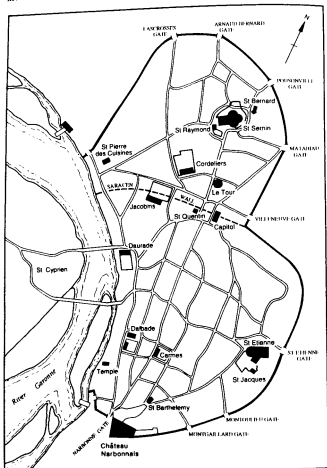 N
LASCROSSES
GATE
ARNAUD BERNARD
GATE
POUSONVILLE
GATE
St Bernard
St Raymond
St Sernin
MATABIAU
GATE
St Pierre
des Cuisines
Cordeliers
SARACEN
WALL
Le Tour
Jacobins
St Quentin
Capitol
VILLENEUVE GATE
Daurade
St Cyprien
Dalbade
Carmes
St Etienne
ST ETIENNE
GATE
St Jacques
Temple
River Garonne
St Barthelemy
NARBONNE GATE
MONTOULIEU GATE
MONTGAILLARD GATE
Château
Narbonnais